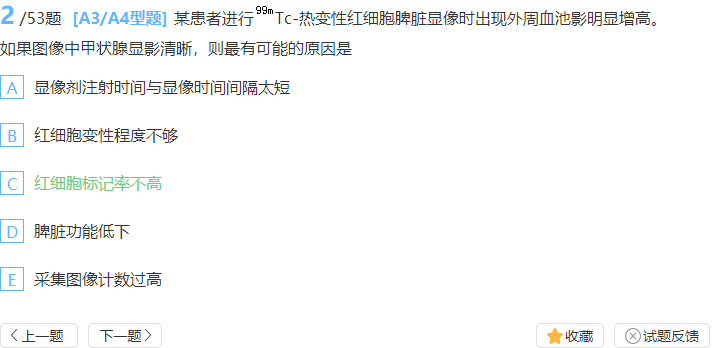 2 /53题 [A3/A4型题] 某患者进行99mTc-热变性红细胞脾脏显像时出现外周血池影明显增高。
如果图像中甲状腺显影清晰，则最有可能的原因是
A 显像剂注射时间与显像时间间隔太短
B 红细胞变性程度不够
C 红细胞标记率不高
D 脾脏功能低下
E 采集图像计数过高
上一题 下一题 收藏 试题反馈